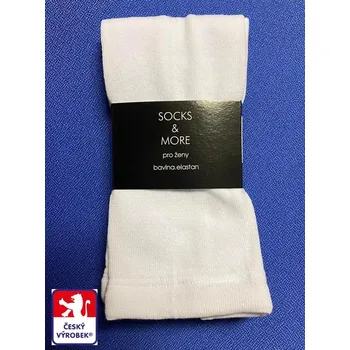 SOCKS
&
MORE
pro ženy
bavlna.elastan
ČESKÝ
VÝROBEK®